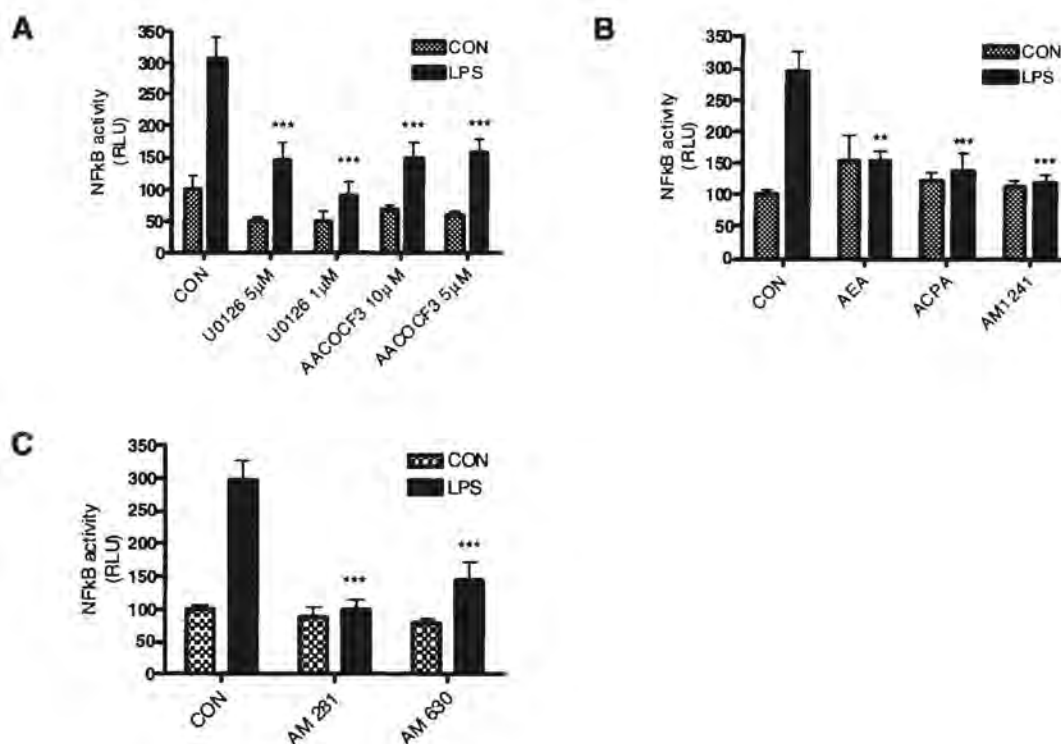 A
NFkB activity
(RLU)
350
300
250
200
150
100
50
0
CON
LPS
***
***
***
***
CON
U0126 5µM
U0126 1µM
AACOCF3 10µM
AACOCF3 5µM
B
NFkB activity
(RLU)
350
300
250
200
150
100
50
0
CON
LPS
**
***
***
CON
AEA
ACPA
AM1241
C
NFkB activity
(RLU)
350
300
250
200
150
100
50
0
CON
LPS
***
***
CON
AM 281
AM 630